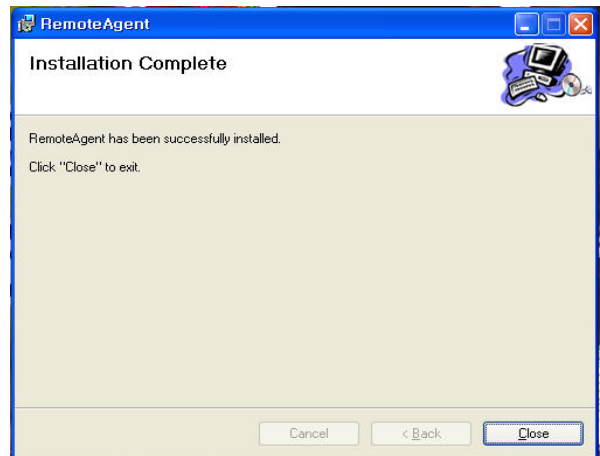 RemoteAgent
Installation Complete
RemoteAgent has been successfully installed.
Click "Close" to exit.
Cancel
< Back
Close